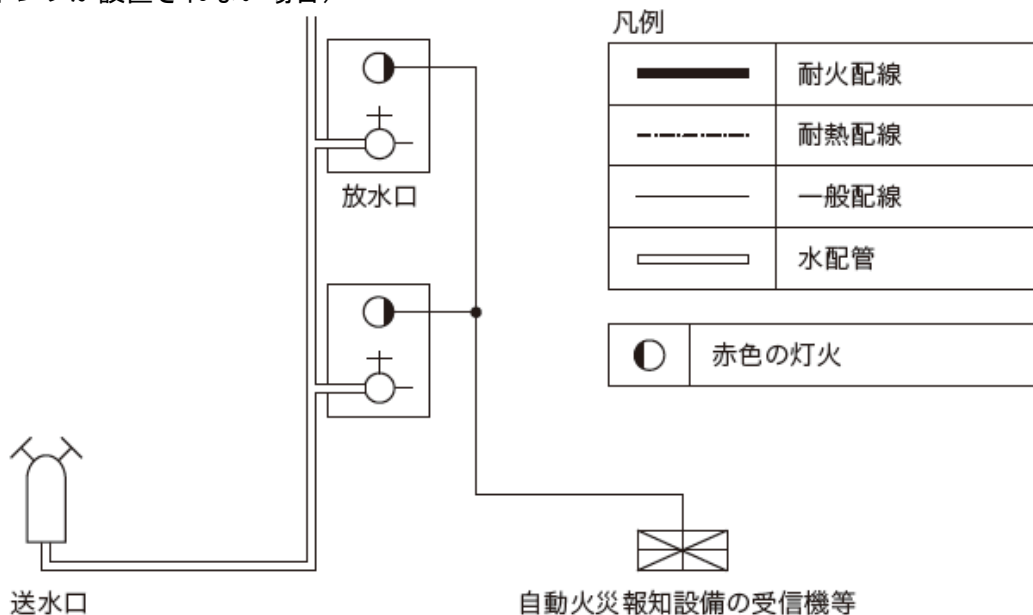 凡例
耐火配線
耐熱配線
一般配線
水配管
赤色の灯火
放水口
送水口
自動火災報知設備の受信機等